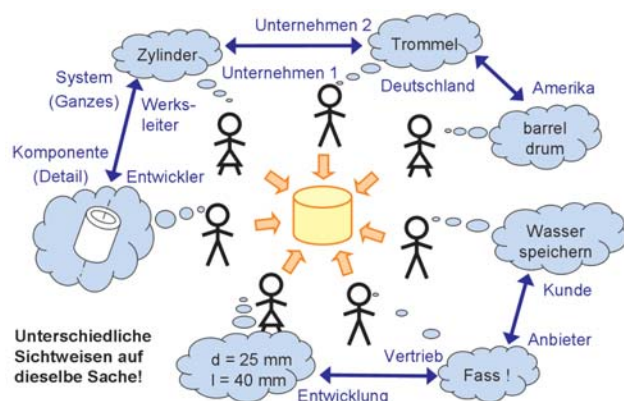 Unternehmen 2
Zylinder
Trommel
Unternehmen 1
Deutschland
System
(Ganzes)
Werks-
leiter
Amerika
barrel
drum
Komponente
(Detail)
Entwickler
Wasser
speichern
Kunde
Unterschiedliche
Sichtweisen auf
dieselbe Sache!
d = 25 mm
l = 40 mm
Vertrieb
Entwicklung
Anbieter
Fass !